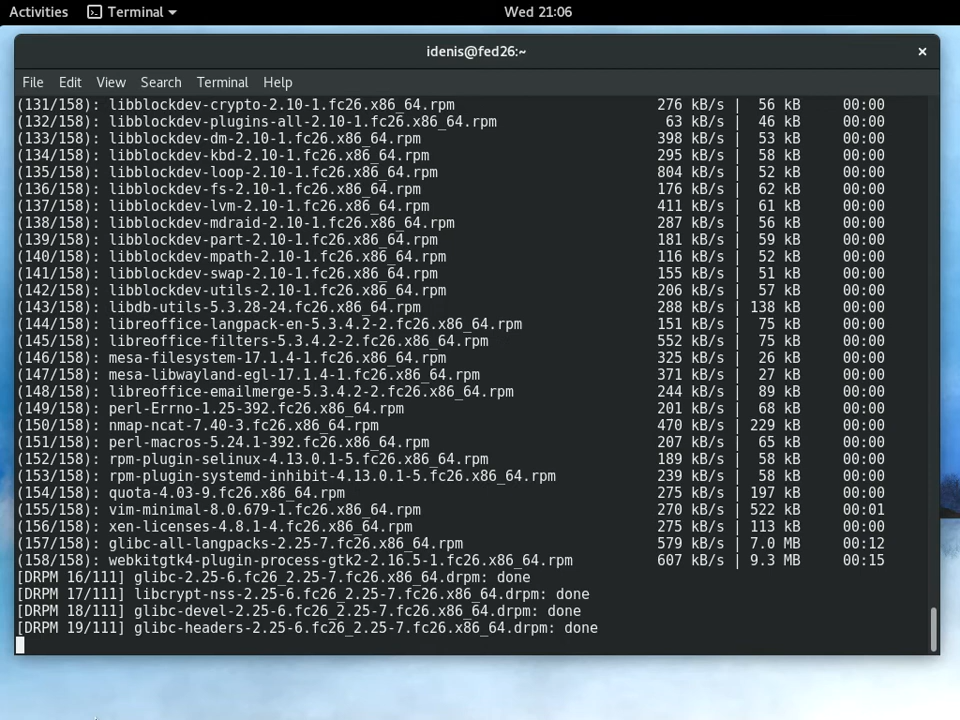 Activities Terminal Wed 21:06
idenis@fed26:~ ×
File Edit View Search Terminal Help
(131/158): libblockdev-crypto-2.10-1.fc26.x86_64.rpm 276 kB/s | 56 kB 00:00
(132/158): libblockdev-plugins-all-2.10-1.fc26.x86_64.rpm 63 kB/s | 46 kB 00:00
(133/158): libblockdev-dm-2.10-1.fc26.x86_64.rpm 398 kB/s | 53 kB 00:00
(134/158): libblockdev-kbd-2.10-1.fc26.x86_64.rpm 295 kB/s | 58 kB 00:00
(135/158): libblockdev-loop-2.10-1.fc26.x86_64.rpm 804 kB/s | 52 kB 00:00
(136/158): libblockdev-fs-2.10-1.fc26.x86_64.rpm 176 kB/s | 62 kB 00:00
(137/158): libblockdev-lvm-2.10-1.fc26.x86_64.rpm 411 kB/s | 61 kB 00:00
(138/158): libblockdev-mdraid-2.10-1.fc26.x86_64.rpm 287 kB/s | 56 kB 00:00
(139/158): libblockdev-part-2.10-1.fc26.x86_64.rpm 181 kB/s | 59 kB 00:00
(140/158): libblockdev-mpath-2.10-1.fc26.x86_64.rpm 116 kB/s | 52 kB 00:00
(141/158): libblockdev-swap-2.10-1.fc26.x86_64.rpm 155 kB/s | 51 kB 00:00
(142/158): libblockdev-utils-2.10-1.fc26.x86_64.rpm 206 kB/s | 57 kB 00:00
(143/158): libdb-utils-5.3.28-24.fc26.x86_64.rpm 288 kB/s | 138 kB 00:00
(144/158): libreoffice-langpack-en-5.3.4.2-2.fc26.x86_64.rpm 151 kB/s | 75 kB 00:00
(145/158): libreoffice-filters-5.3.4.2-2.fc26.x86_64.rpm 552 kB/s | 75 kB 00:00
(146/158): mesa-filesystem-17.1.4-1.fc26.x86_64.rpm 325 kB/s | 26 kB 00:00
(147/158): mesa-libwayland-egl-17.1.4-1.fc26.x86_64.rpm 371 kB/s | 27 kB 00:00
(148/158): libreoffice-emailmerge-5.3.4.2-2.fc26.x86_64.rpm 244 kB/s | 89 kB 00:00
(149/158): perl-Errno-1.25-392.fc26.x86_64.rpm 201 kB/s | 68 kB 00:00
(150/158): nmap-ncat-7.40-3.fc26.x86_64.rpm 470 kB/s | 229 kB 00:00
(151/158): perl-macros-5.24.1-392.fc26.x86_64.rpm 207 kB/s | 65 kB 00:00
(152/158): rpm-plugin-selinux-4.13.0.1-5.fc26.x86_64.rpm 189 kB/s | 58 kB 00:00
(153/158): rpm-plugin-systemd-inhibit-4.13.0.1-5.fc26.x86_64.rpm 239 kB/s | 58 kB 00:00
(154/158): quota-4.03-9.fc26.x86_64.rpm 275 kB/s | 197 kB 00:00
(155/158): vim-minimal-8.0.679-1.fc26.x86_64.rpm 270 kB/s | 522 kB 00:01
(156/158): xen-licenses-4.8.1-4.fc26.x86_64.rpm 275 kB/s | 113 kB 00:00
(157/158): glibc-all-langpacks-2.25-7.fc26.x86_64.rpm 579 kB/s | 7.0 MB 00:12
(158/158): webkitgtk4-plugin-process-gtk2-2.16.5-1.fc26.x86_64.rpm 607 kB/s | 9.3 MB 00:15
[DRPM 16/111] glibc-2.25-6.fc26_2.25-7.fc26.x86_64.drpm: done
[DRPM 17/111] libcrypt-nss-2.25-6.fc26_2.25-7.fc26.x86_64.drpm: done
[DRPM 18/111] glibc-devel-2.25-6.fc26_2.25-7.fc26.x86_64.drpm: done
[DRPM 19/111] glibc-headers-2.25-6.fc26_2.25-7.fc26.x86_64.drpm: done